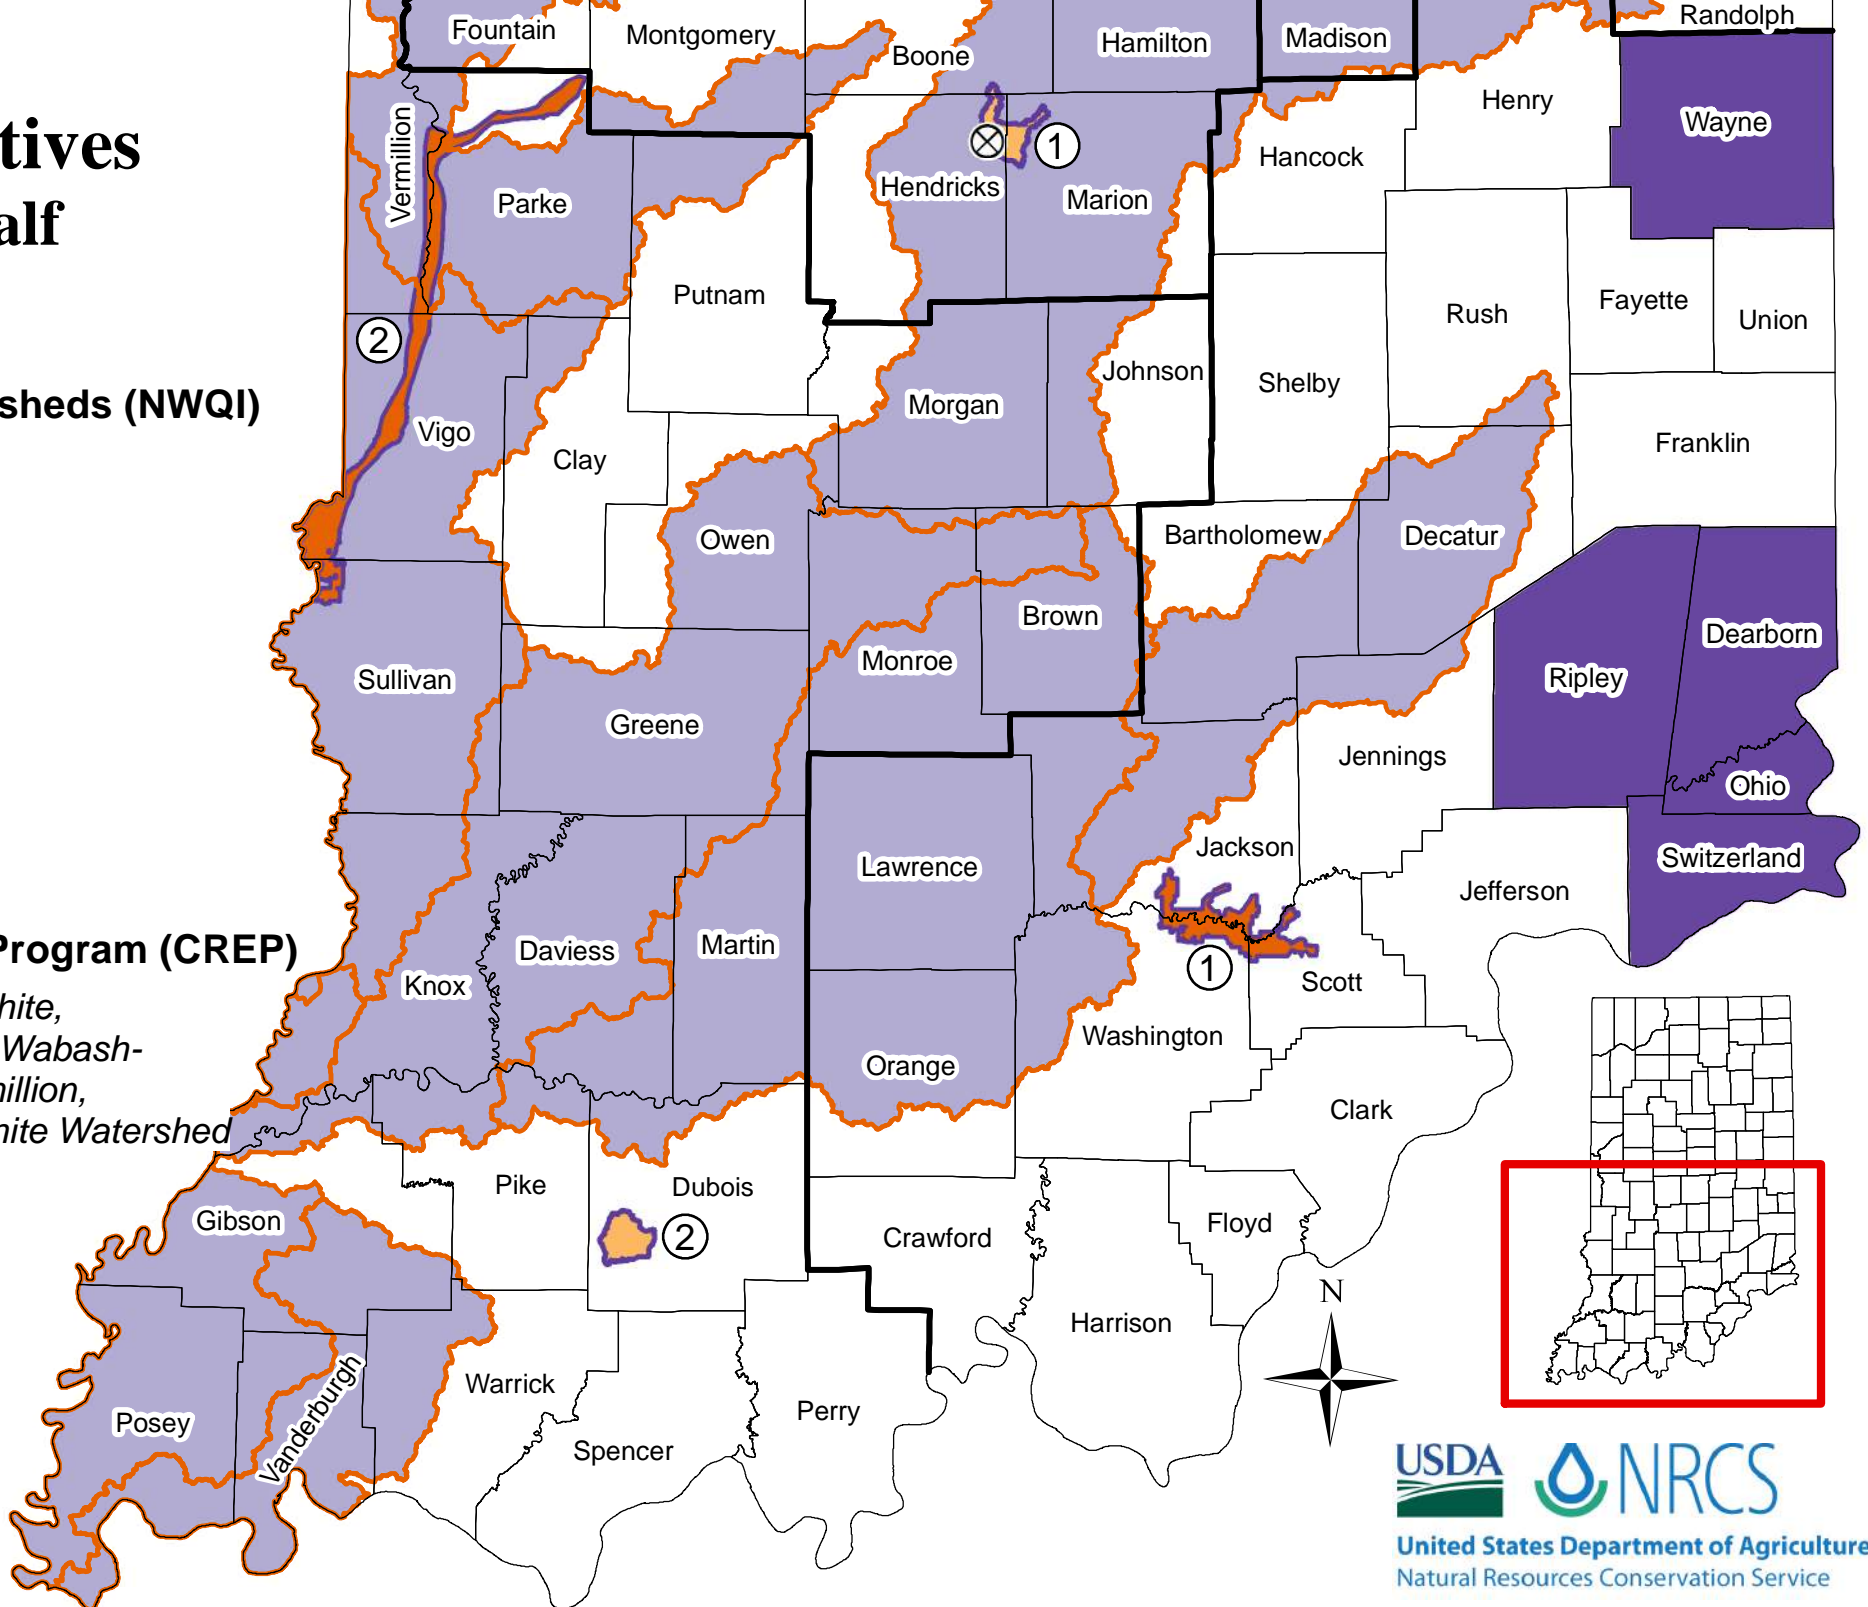 tives
alf
sheds (NWQI)
Program (CREP)
hite,
Wabash-
nillion,
hite Watershed
Fountain
Montgomery
Boone
Hamilton
Madison
Randolph
Vermillion
Parke
Putnam
Hendricks
1
Marion
Hancock
Henry
Wayne
2
Vigo
Clay
Morgan
Johnson
Shelby
Rush
Fayette
Union
Franklin
Owen
Bartholomew
Decatur
Sullivan
Greene
Monroe
Brown
Jennings
Ripley
Dearborn
Ohio
Switzerland
Knox
Daviess
Martin
Lawrence
Jackson
1
Scott
Jefferson
Orange
Washington
Clark
Gibson
Pike
Dubois
2
Crawford
Floyd
Harrison
Posey
Vanderburgh
Warrick
Spencer
Perry
N
USDA
NRCS
United States Department of Agriculture
Natural Resources Conservation Service